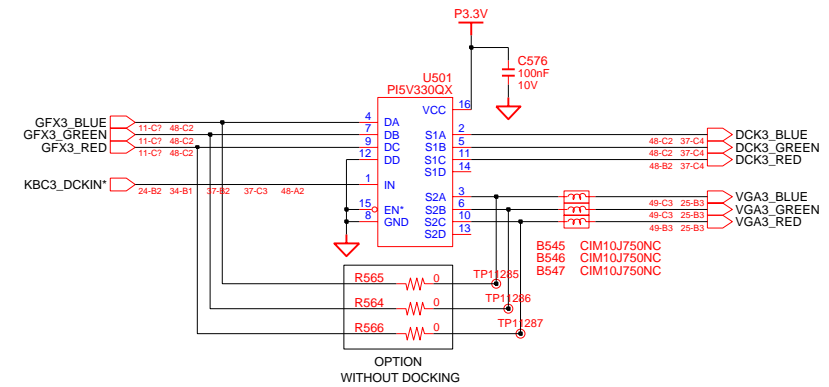 P3.3V
C576
100nF
10V
U501
PI5V330QX
16
VCC
GFX3_BLUE 11-C? 48-C2 4 DA S1A 2 48-C2 37-C4 DCK3_BLUE
GFX3_GREEN 11-C? 48-C2 7 DB S1B 5 48-C2 37-C4 DCK3_GREEN
GFX3_RED 11-C? 48-C2 9 DC S1C 11 48-B2 37-C4 DCK3_RED
12 DD S1D 14
KBC3_DCKIN* 24-B2 34-B1 37-B2 37-C3 48-A2 1 IN
S2A 3 49-C3 25-B3 VGA3_BLUE
15 EN* S2B 6 49-C3 25-B3 VGA3_GREEN
8 GND S2C 10 49-B3 25-B3 VGA3_RED
S2D 13
B545 CIM10J750NC
B546 CIM10J750NC
B547 CIM10J750NC
R565 0 TP11285
R564 0 TP11286
R566 0 TP11287
OPTION
WITHOUT DOCKING